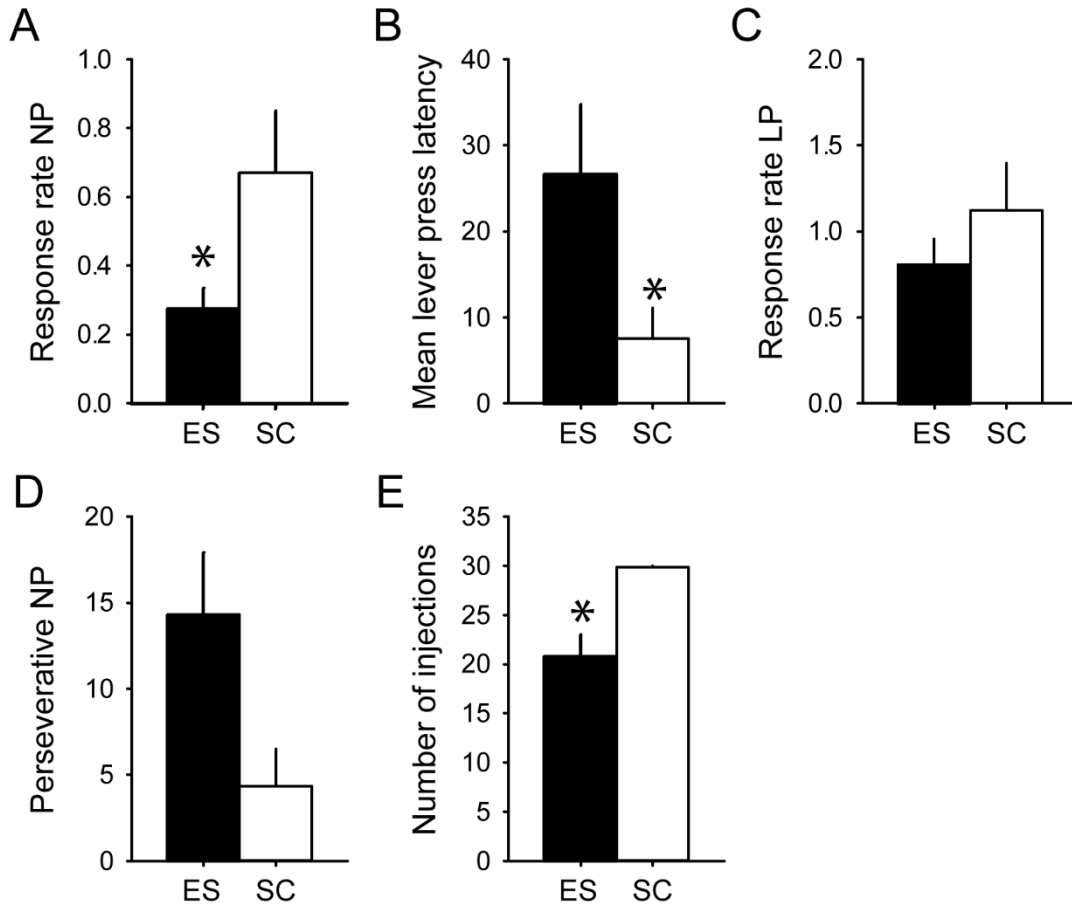 A
Response rate NP
1.0
0.8
0.6
0.4
0.2
0.0
*
ES SC
B
Mean lever press latency
40
30
20
10
0
*
ES SC
C
Response rate LP
2.0
1.5
1.0
0.5
0.0
ES SC
D
Perseverative NP
20
15
10
5
0
ES SC
E
Number of injections
35
30
25
20
15
10
5
0
*
ES SC